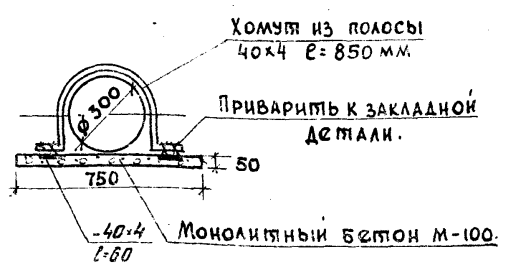 Хомут из полосы
40×4 ℓ=850 мм.
ф300
Приварить к закладной
детали.
50
750
-40×4
ℓ=60
Монолитный бетон М-100.